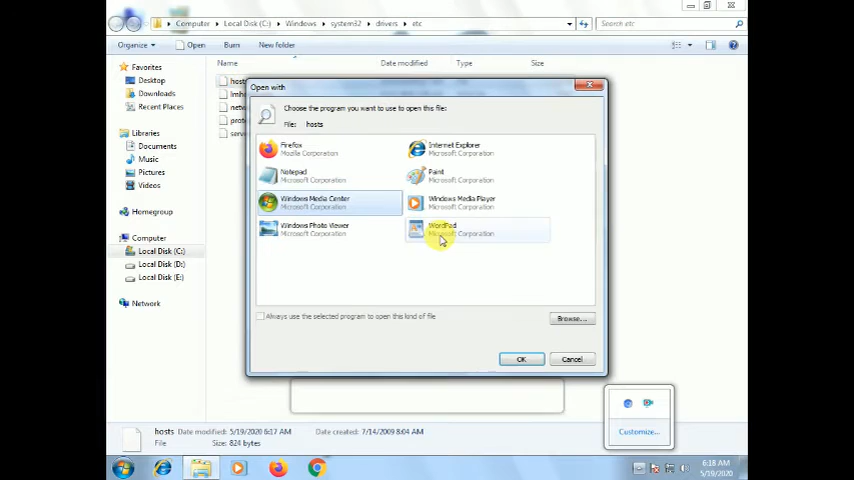 Computer ▸ Local Disk (C:) ▸ Windows ▸ system32 ▸ drivers ▸ etc
Search etc
Organize
Open
Burn
New folder
Name
Date modified
Type
Size
Favorites
Desktop
Downloads
Recent Places
Libraries
Documents
Music
Pictures
Videos
Homegroup
Computer
Local Disk (C:)
Local Disk (D:)
Local Disk (E:)
Network
hosts
Open with
Choose the program you want to use to open this file:
File: hosts
Firefox
Mozilla Corporation
Internet Explorer
Microsoft Corporation
Notepad
Microsoft Corporation
Paint
Microsoft Corporation
Windows Media Center
Microsoft Corporation
Windows Media Player
Microsoft Corporation
Windows Photo Viewer
Microsoft Corporation
WordPad
Microsoft Corporation
Always use the selected program to open this kind of file
Browse...
OK
Cancel
Customize...
hosts Date modified: 5/19/2020 6:17 AM Date created: 7/14/2009 8:04 AM
File Size: 824 bytes
6:18 AM
5/19/2020